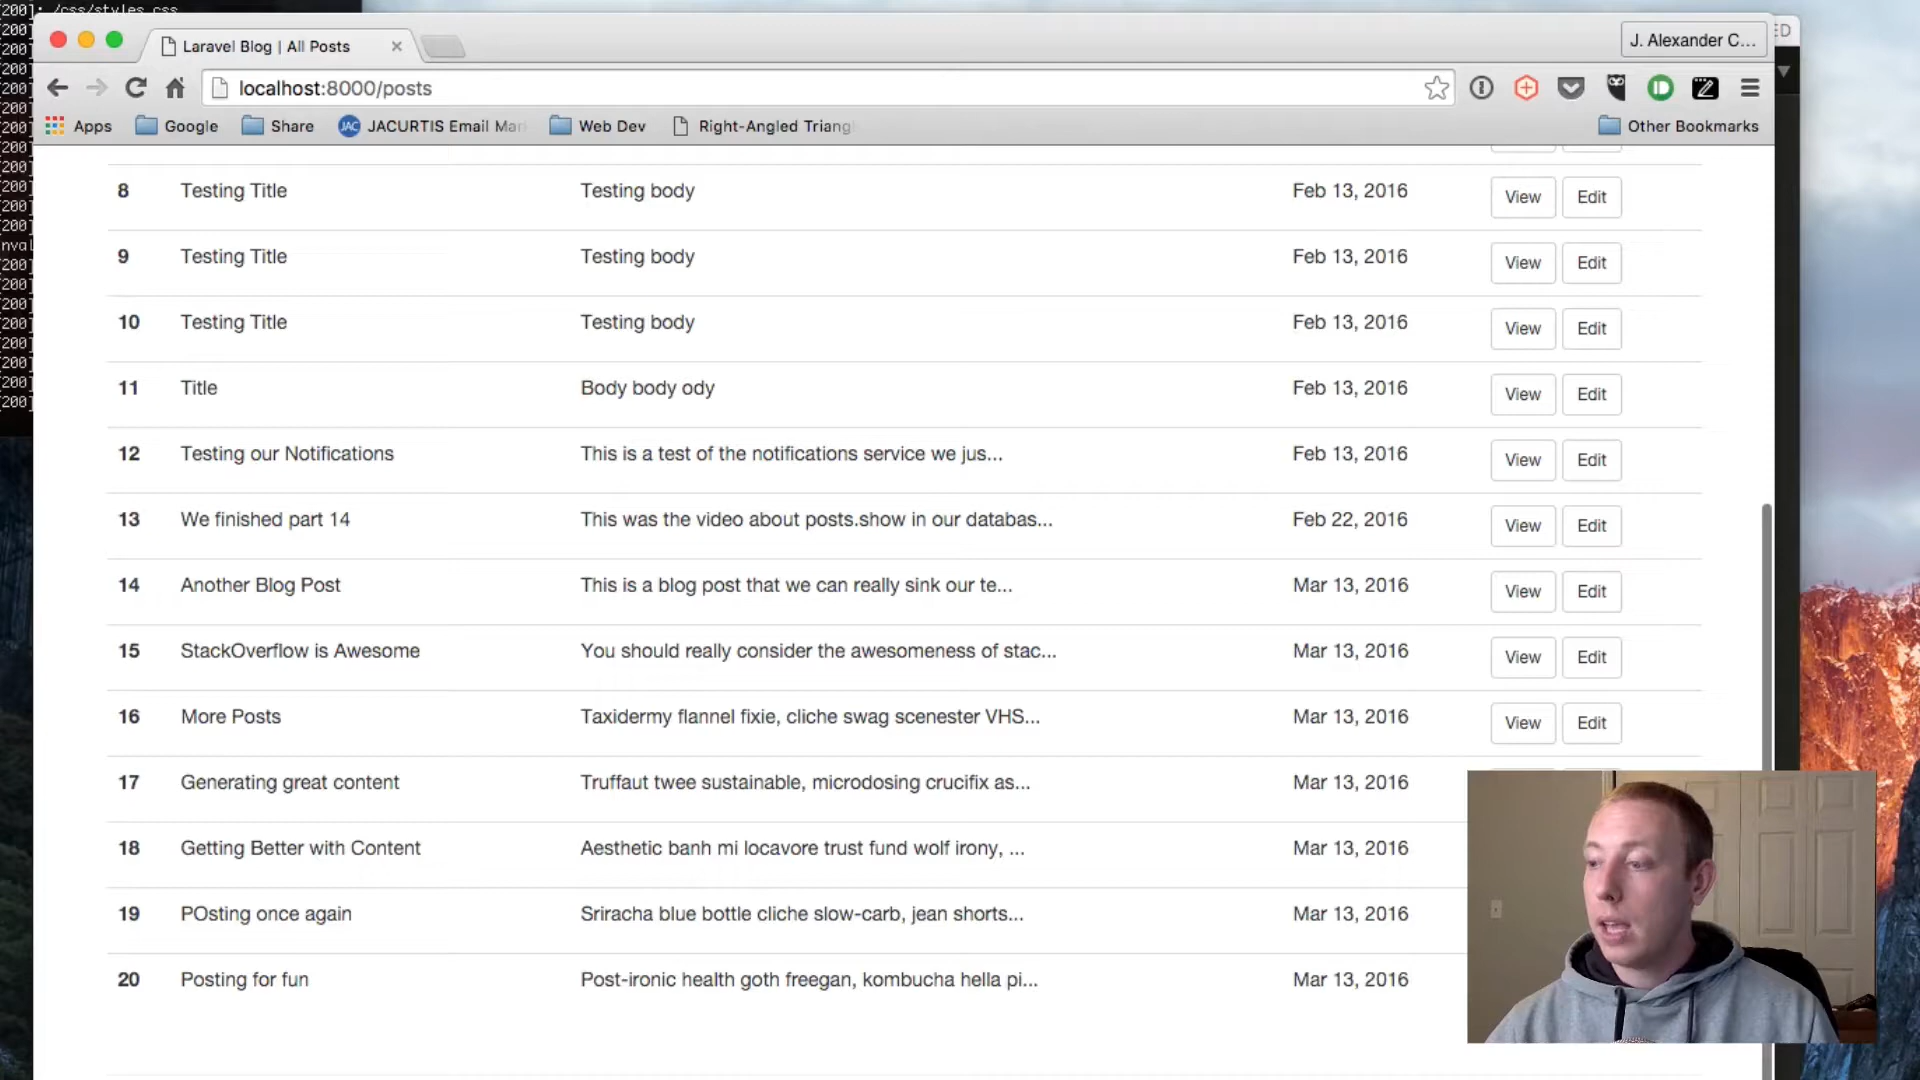 200]: /css/styles.css
Laravel Blog | All Posts
J. Alexander C...
localhost:8000/posts
Apps Google Share JACURTIS Email Mar Web Dev Right-Angled Triang Other Bookmarks
8 Testing Title Testing body Feb 13, 2016 View Edit
9 Testing Title Testing body Feb 13, 2016 View Edit
10 Testing Title Testing body Feb 13, 2016 View Edit
11 Title Body body ody Feb 13, 2016 View Edit
12 Testing our Notifications This is a test of the notifications service we jus... Feb 13, 2016 View Edit
13 We finished part 14 This was the video about posts.show in our databas... Feb 22, 2016 View Edit
14 Another Blog Post This is a blog post that we can really sink our te... Mar 13, 2016 View Edit
15 StackOverflow is Awesome You should really consider the awesomeness of stac... Mar 13, 2016 View Edit
16 More Posts Taxidermy flannel fixie, cliche swag scenester VHS... Mar 13, 2016 View Edit
17 Generating great content Truffaut twee sustainable, microdosing crucifix as... Mar 13, 2016
18 Getting Better with Content Aesthetic banh mi locavore trust fund wolf irony, ... Mar 13, 2016
19 POsting once again Sriracha blue bottle cliche slow-carb, jean shorts... Mar 13, 2016
20 Posting for fun Post-ironic health goth freegan, kombucha hella pi... Mar 13, 2016